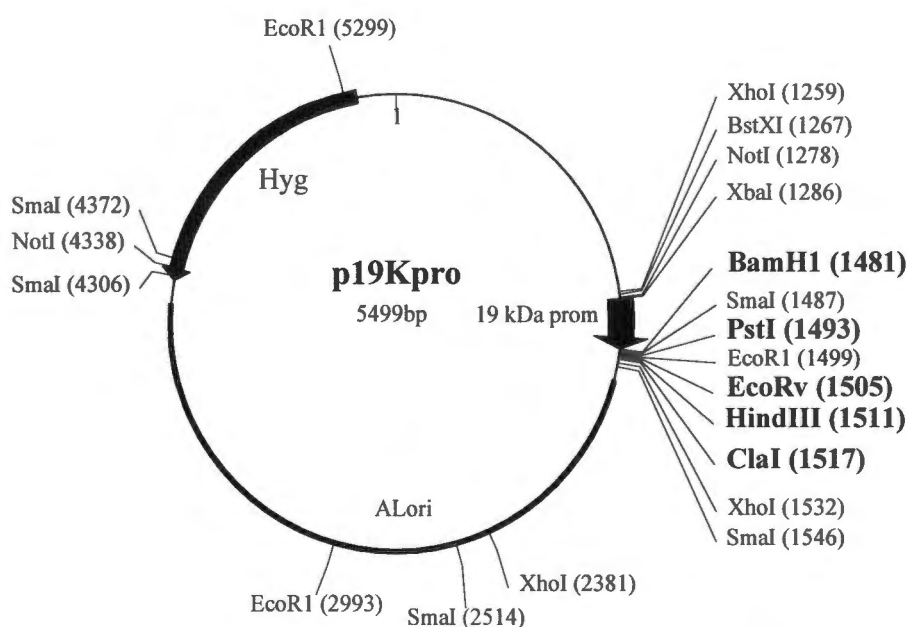 EcoR1 (5299)
1
XhoI (1259)
BstXI (1267)
NotI (1278)
XbaI (1286)
Hyg
SmaI (4372)
NotI (4338)
SmaI (4306)
p19Kpro
5499bp
19 kDa prom
BamH1 (1481)
SmaI (1487)
PstI (1493)
EcoR1 (1499)
EcoRv (1505)
HindIII (1511)
ClaI (1517)
XhoI (1532)
SmaI (1546)
ALori
XhoI (2381)
SmaI (2514)
EcoR1 (2993)